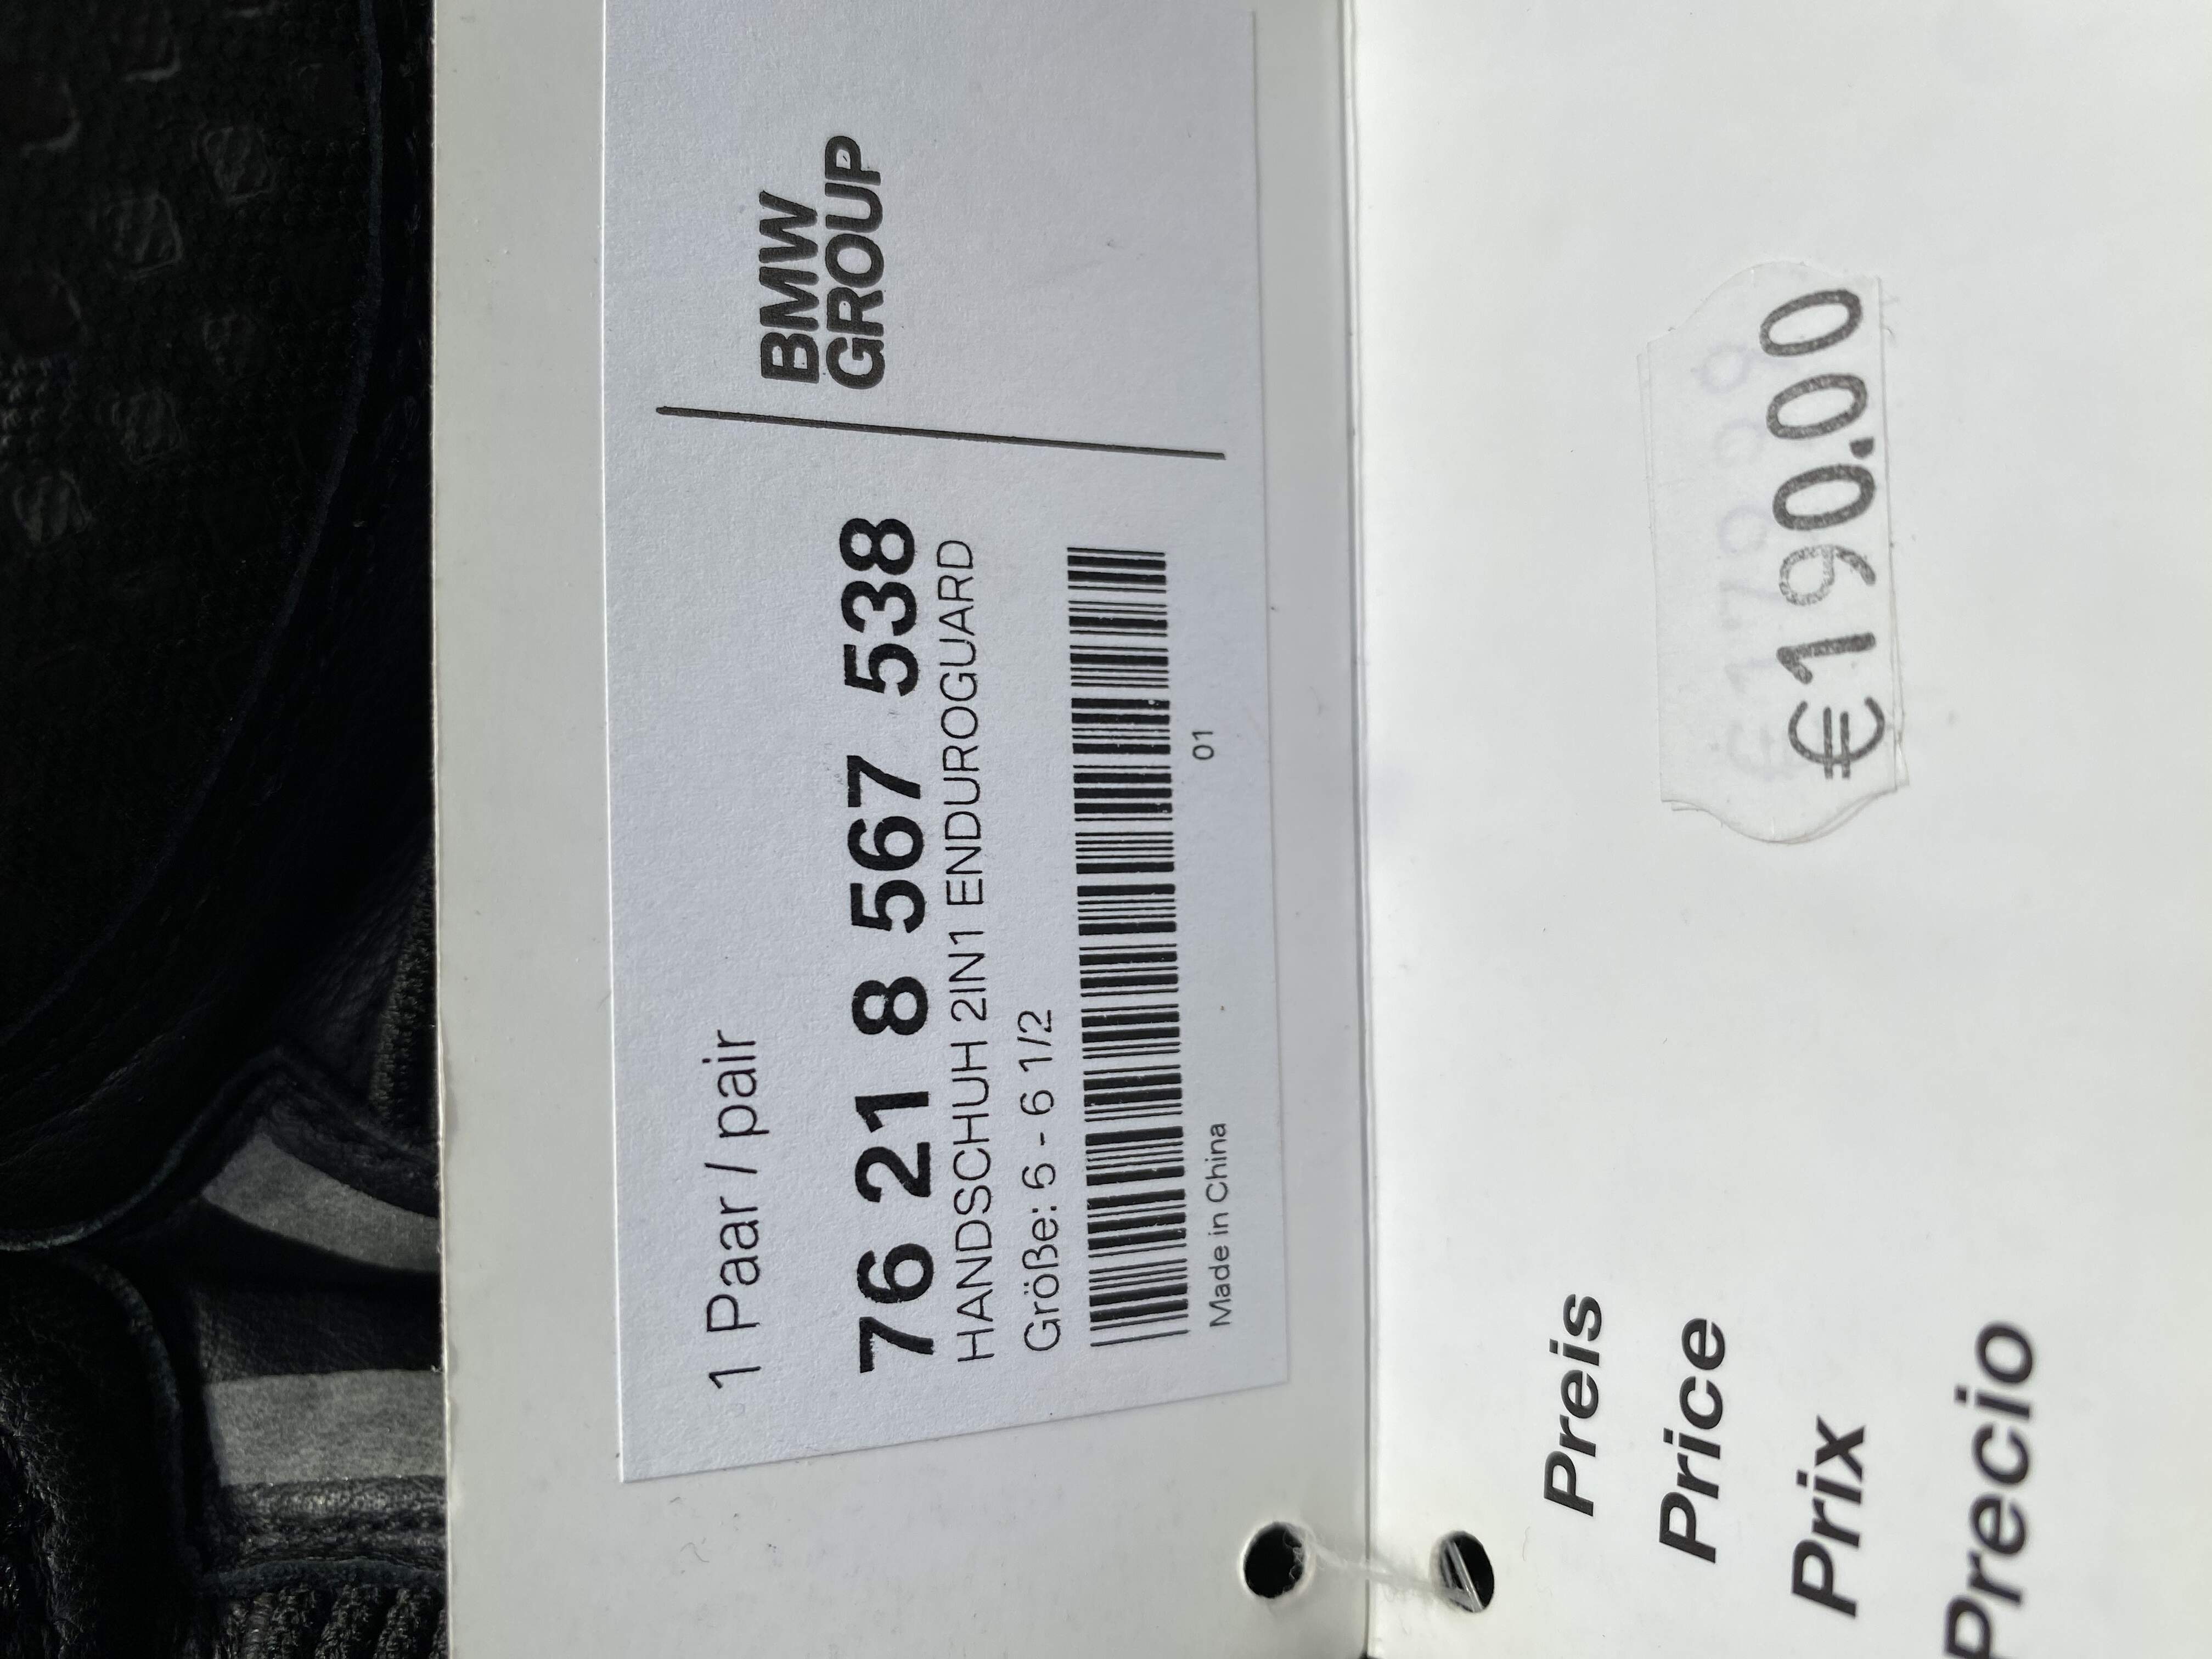 1 Paar / pair
76 21 8 567 538
HANDSCHUH 2IN1 ENDUROGUARD
Größe: 6 - 6 1/2
Made in China
01
BMW
GROUP
Preis
Price
Prix
Precio
€190.00